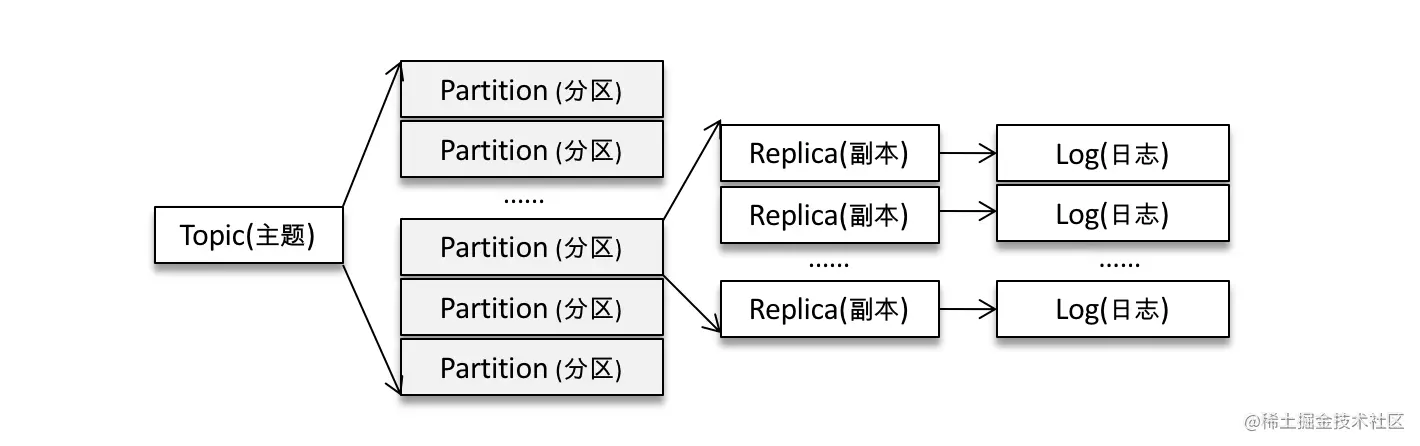 Topic(主题)
Partition (分区)
Partition (分区)
......
Partition (分区)
Partition (分区)
Partition (分区)
Replica(副本)
Replica(副本)
......
Replica(副本)
Log(日志)
Log(日志)
......
Log(日志)
@稀土掘金技术社区